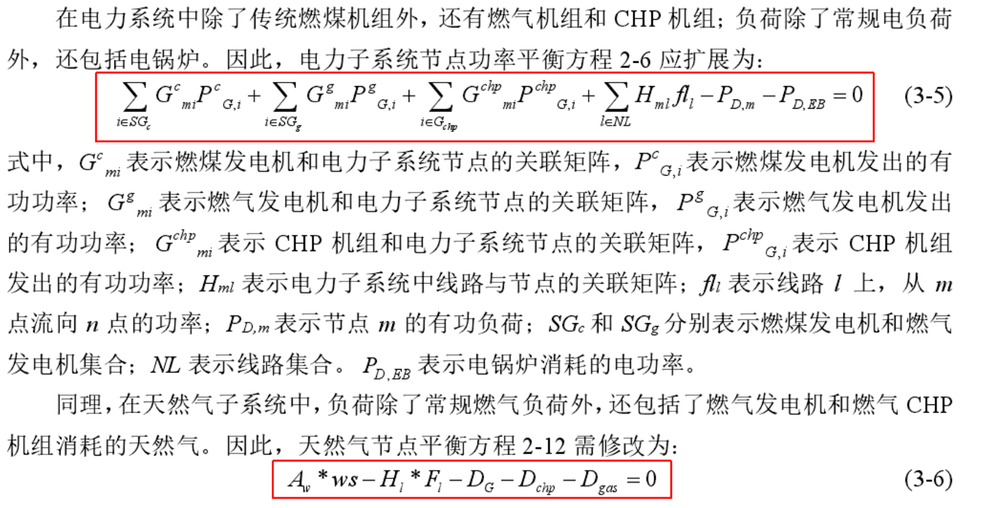 在电力系统中除了传统燃煤机组外，还有燃气机组和 CHP 机组；负荷除了常规电负荷
外，还包括电锅炉。因此，电力子系统节点功率平衡方程 2-6 应扩展为：
$\sum_{i \in SG_c} G^c{}_{mi} P^c{}_{G,i} + \sum_{i \in SG_g} G^g{}_{mi} P^g{}_{G,i} + \sum_{i \in G_{chp}} G^{chp}{}_{mi} P^{chp}{}_{G,i} + \sum_{l \in NL} H_{ml} fl_l - P_{D,m} - P_{D,EB} = 0$ (3-5)
式中，$G^c{}_{mi}$ 表示燃煤发电机和电力子系统节点的关联矩阵，$P^c{}_{G,i}$ 表示燃煤发电机发出的有
功功率；$G^g{}_{mi}$ 表示燃气发电机和电力子系统节点的关联矩阵，$P^g{}_{G,i}$ 表示燃气发电机发出
的有功功率；$G^{chp}{}_{mi}$ 表示 CHP 机组和电力子系统节点的关联矩阵，$P^{chp}{}_{G,i}$ 表示 CHP 机组
发出的有功功率；$H_{ml}$ 表示电力子系统中线路与节点的关联矩阵；$fl_l$ 表示线路 l 上，从 m
点流向 n 点的功率；$P_{D,m}$ 表示节点 m 的有功负荷；$SG_c$ 和 $SG_g$ 分别表示燃煤发电机和燃气
发电机集合；NL 表示线路集合。$P_{D,EB}$ 表示电锅炉消耗的电功率。
同理，在天然气子系统中，负荷除了常规燃气负荷外，还包括了燃气发电机和燃气 CHP
机组消耗的天然气。因此，天然气节点平衡方程 2-12 需修改为：
$A_w * ws - H_l * F_l - D_G - D_{chp} - D_{gas} = 0$ (3-6)